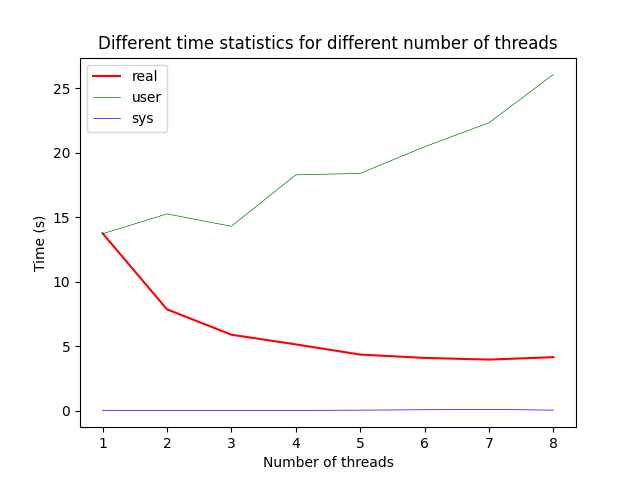 Different time statistics for different number of threads
real
user
sys
25
20
15
10
5
0
Time (s)
1 2 3 4 5 6 7 8
Number of threads